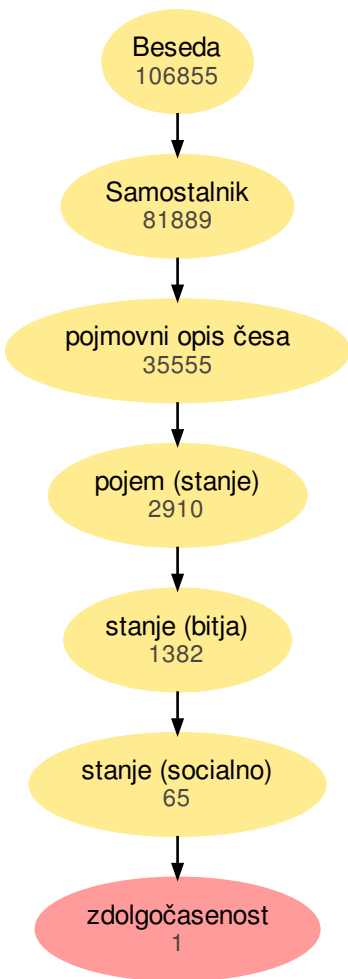 Beseda
106855
Samostalnik
81889
pojmovni opis česa
35555
pojem (stanje)
2910
stanje (bitja)
1382
stanje (socialno)
65
zdolgočasenost
1